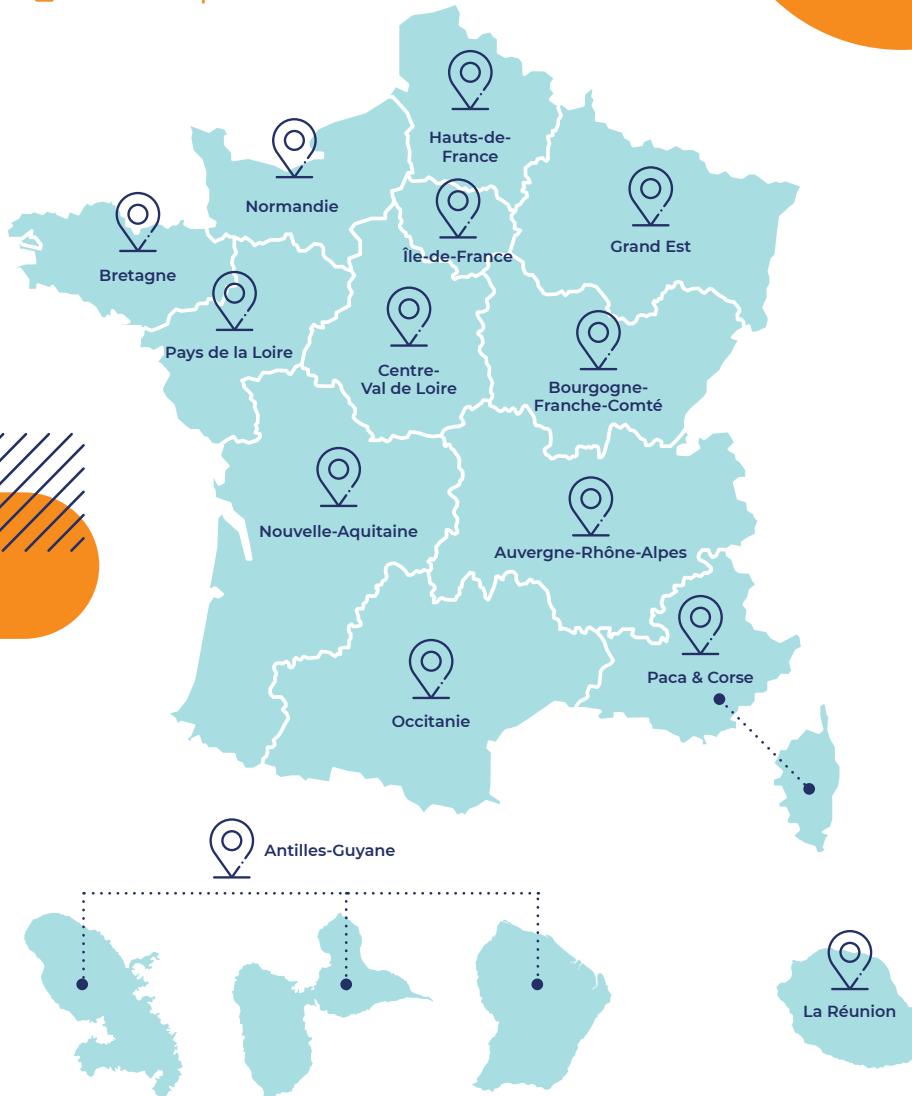 Hauts-de-
France
Normandie
Île-de-France
Grand Est
Bretagne
Pays de la Loire
Centre-
Val de Loire
Bourgogne-
Franche-Comté
Nouvelle-Aquitaine
Auvergne-Rhône-Alpes
Paca & Corse
Occitanie
Antilles-Guyane
La Réunion